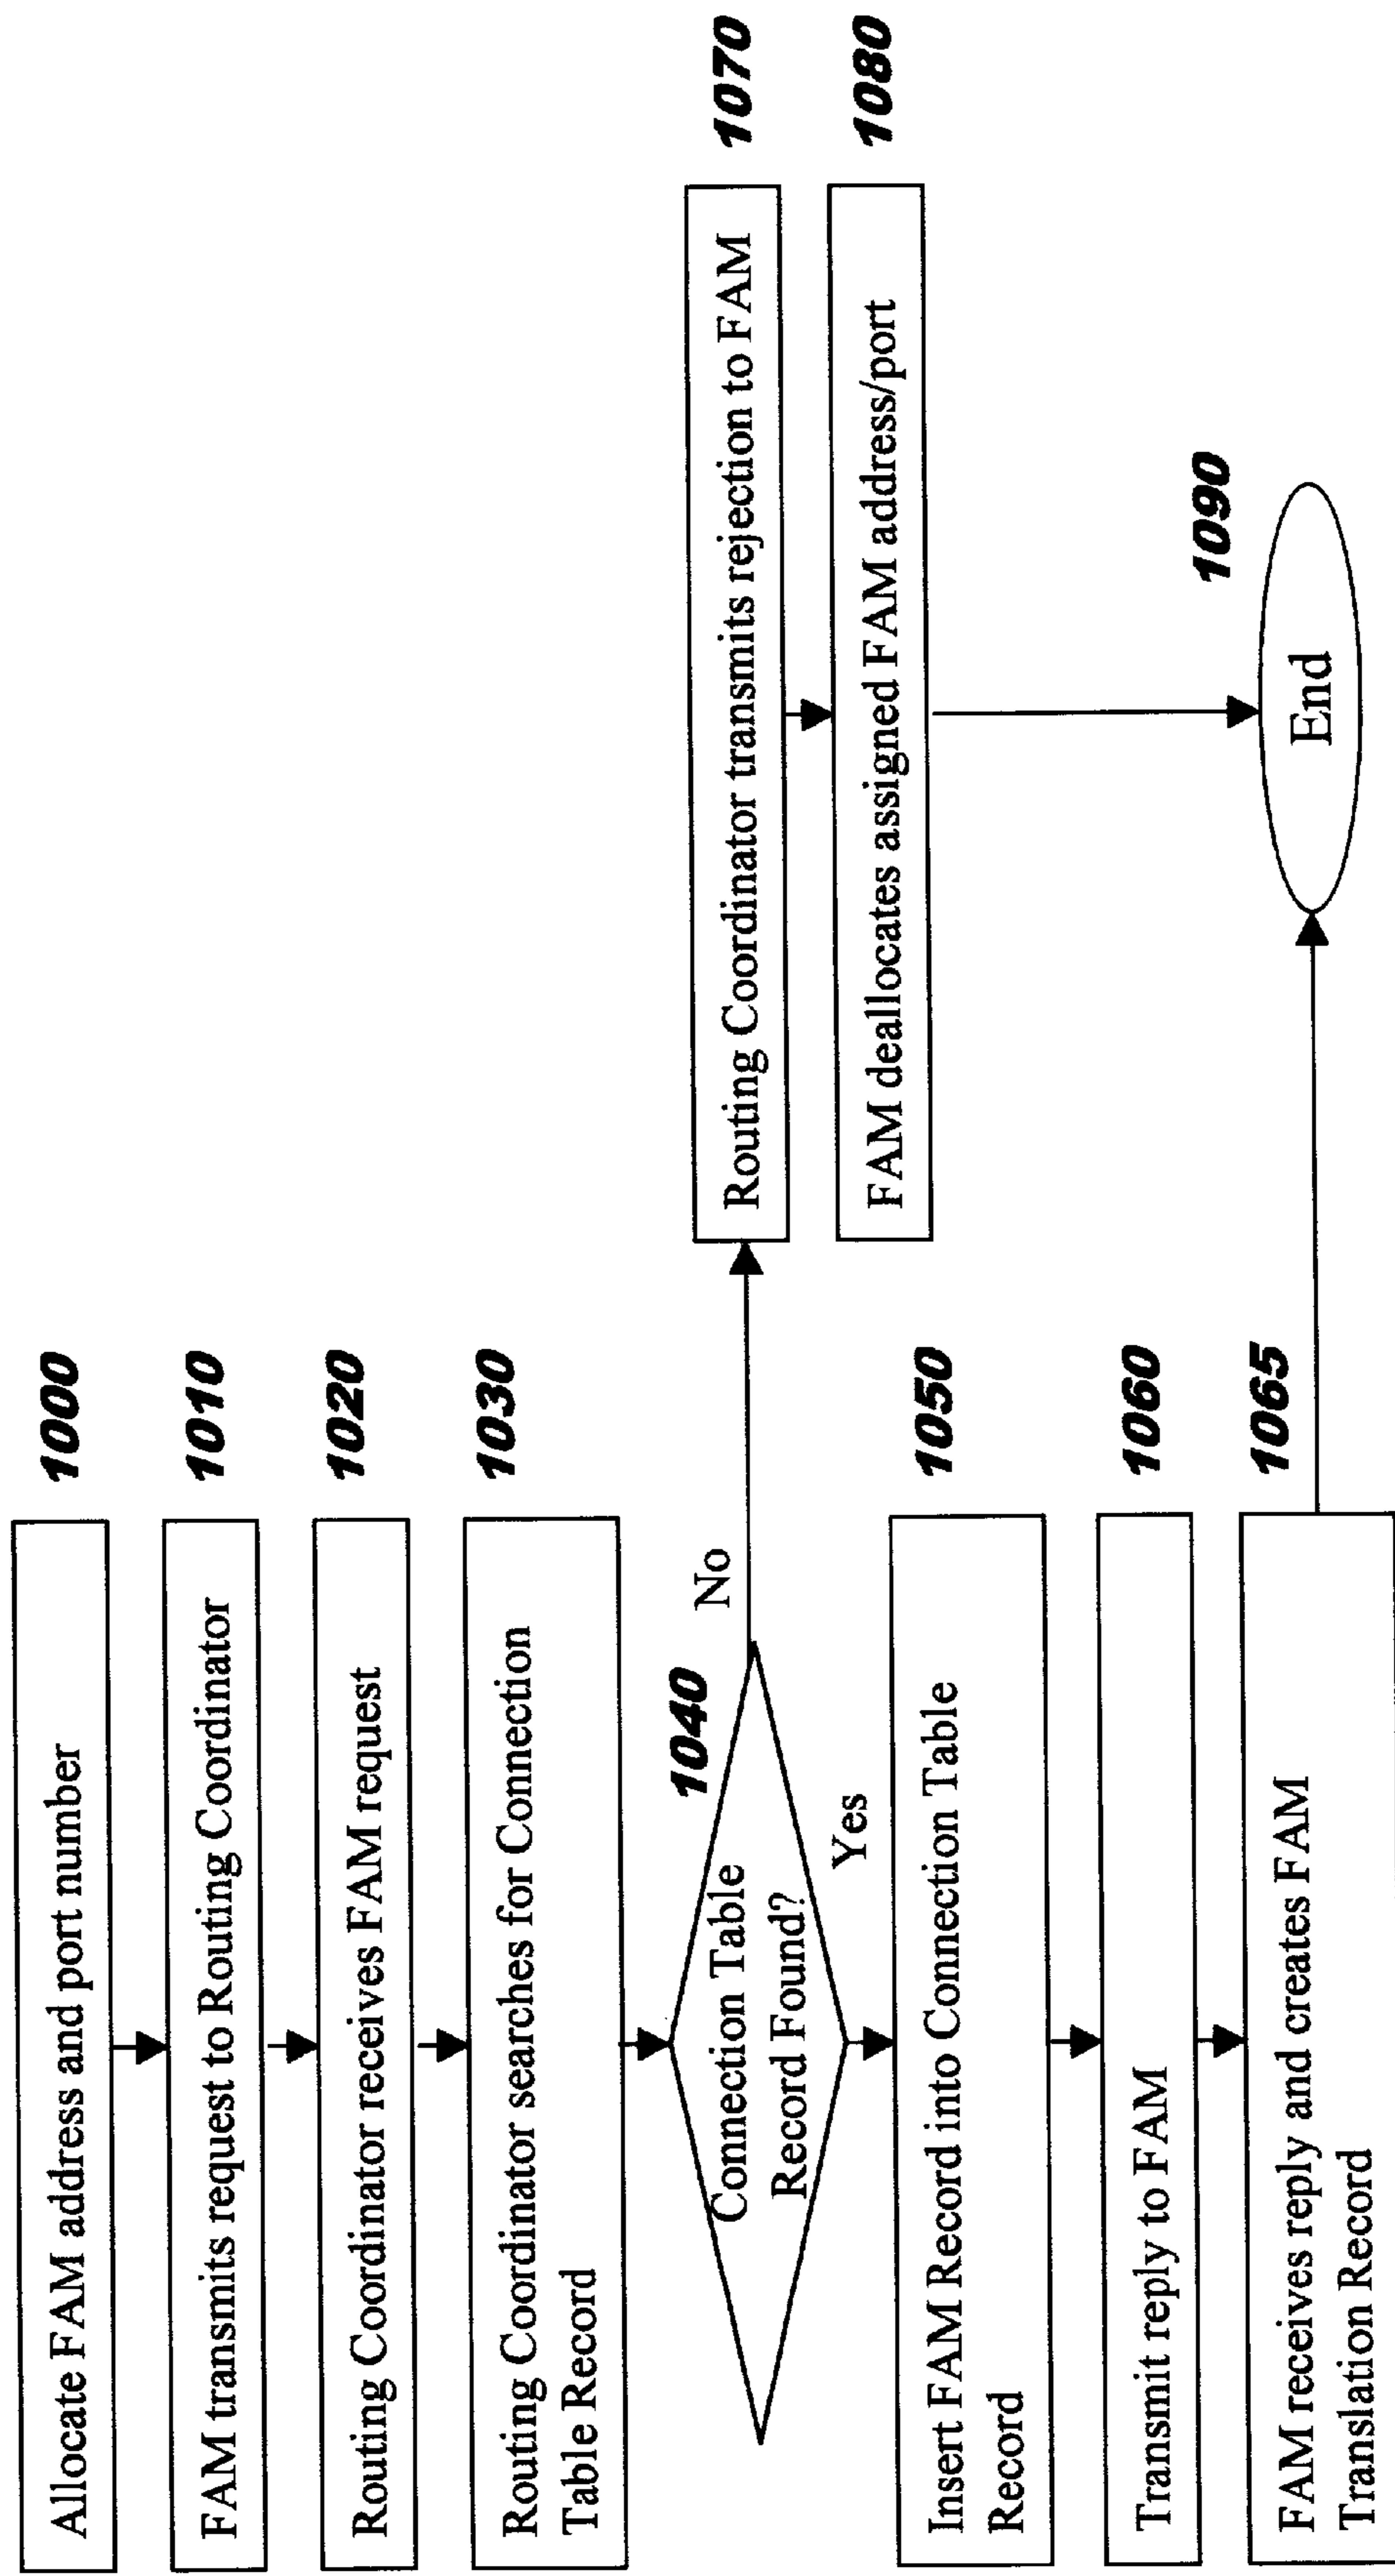 Allocate FAM address and port number
1000
FAM transmits request to Routing Coordinator
1010
Routing Coordinator receives FAM request
1020
Routing Coordinator searches for Connection
Table Record
1030
Connection Table
Record Found?
1040
No
Yes
Insert FAM Record into Connection Table
Record
1050
Transmit reply to FAM
1060
FAM receives reply and creates FAM
Translation Record
1065
Routing Coordinator transmits rejection to FAM
1070
FAM deallocates assigned FAM address/port
1080
End
1090